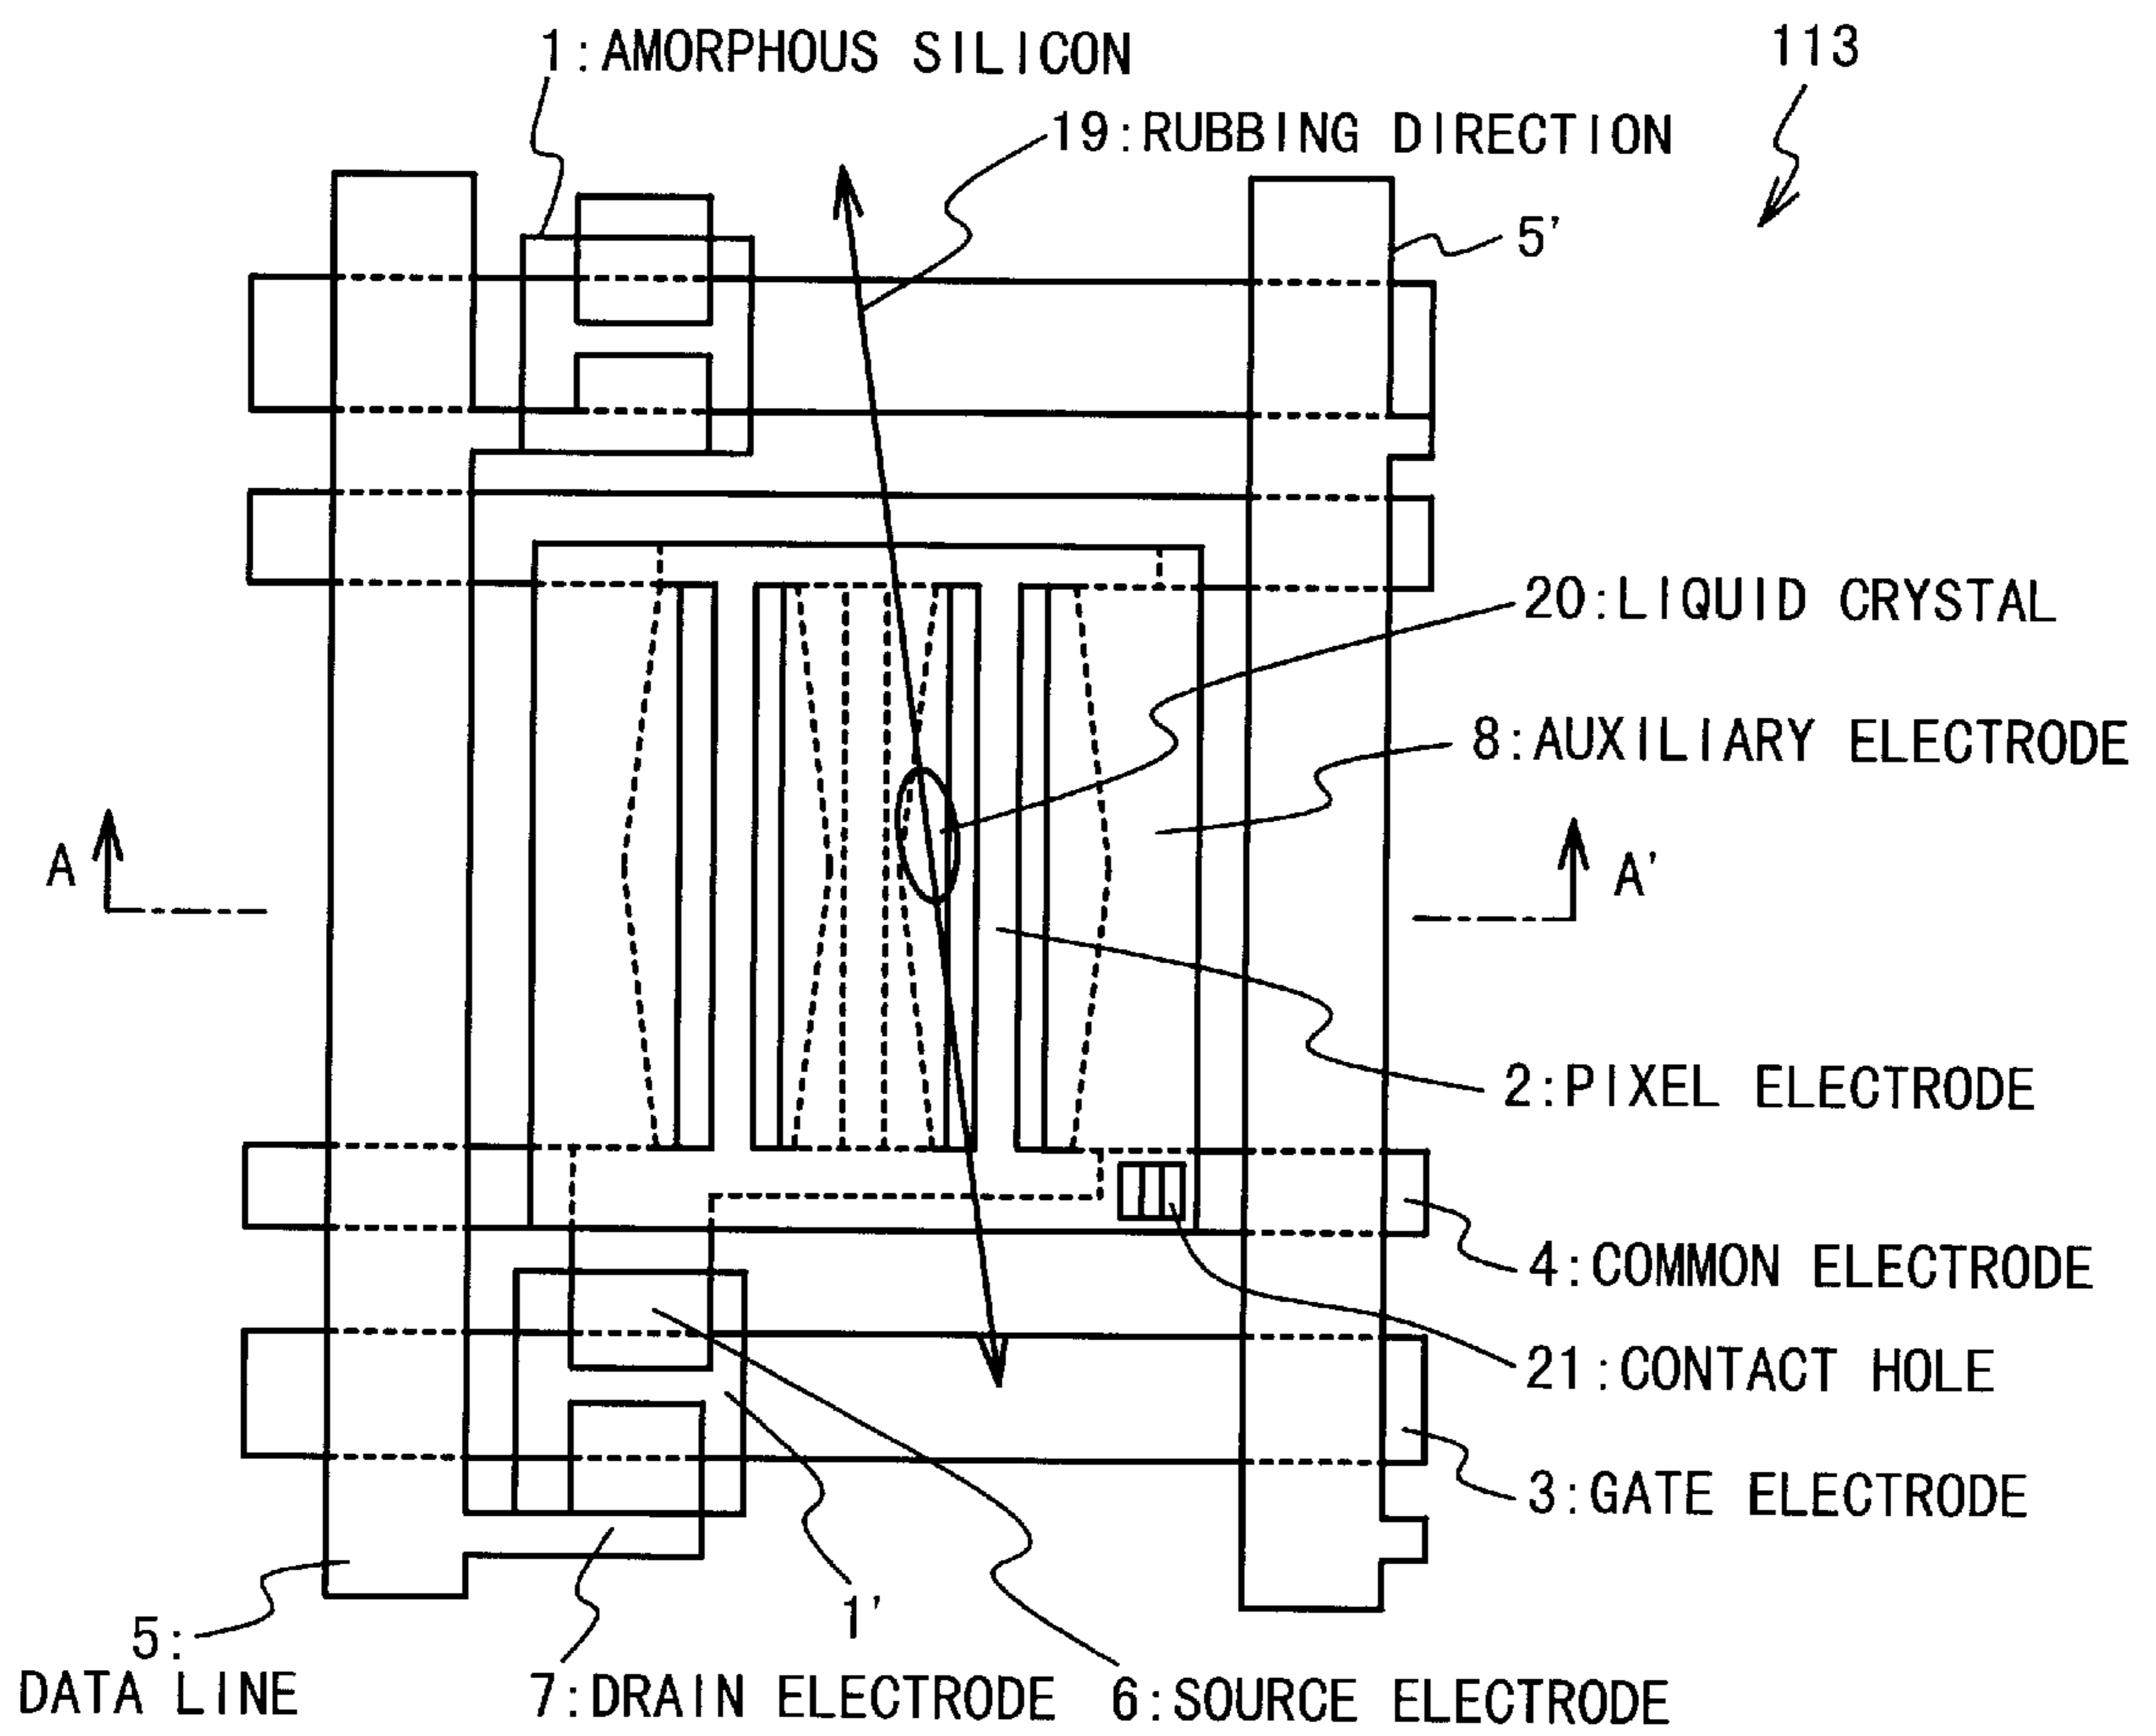 1:AMORPHOUS SILICON
113
19:RUBBING DIRECTION
5'
20:LIQUID CRYSTAL
8:AUXILIARY ELECTRODE
A
A'
2:PIXEL ELECTRODE
4:COMMON ELECTRODE
21:CONTACT HOLE
3:GATE ELECTRODE
1'
5:
DATA LINE
7:DRAIN ELECTRODE
6:SOURCE ELECTRODE